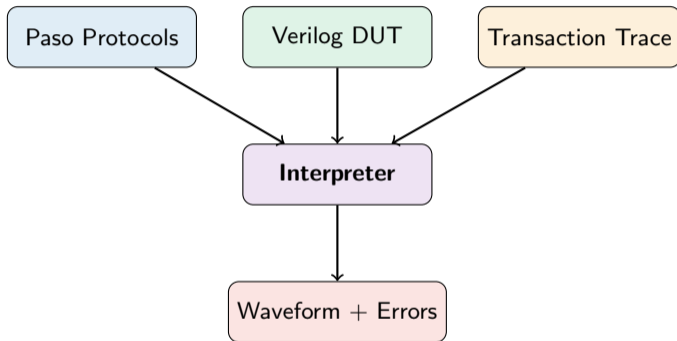 Paso Protocols
Verilog DUT
Transaction Trace
Interpreter
Waveform + Errors